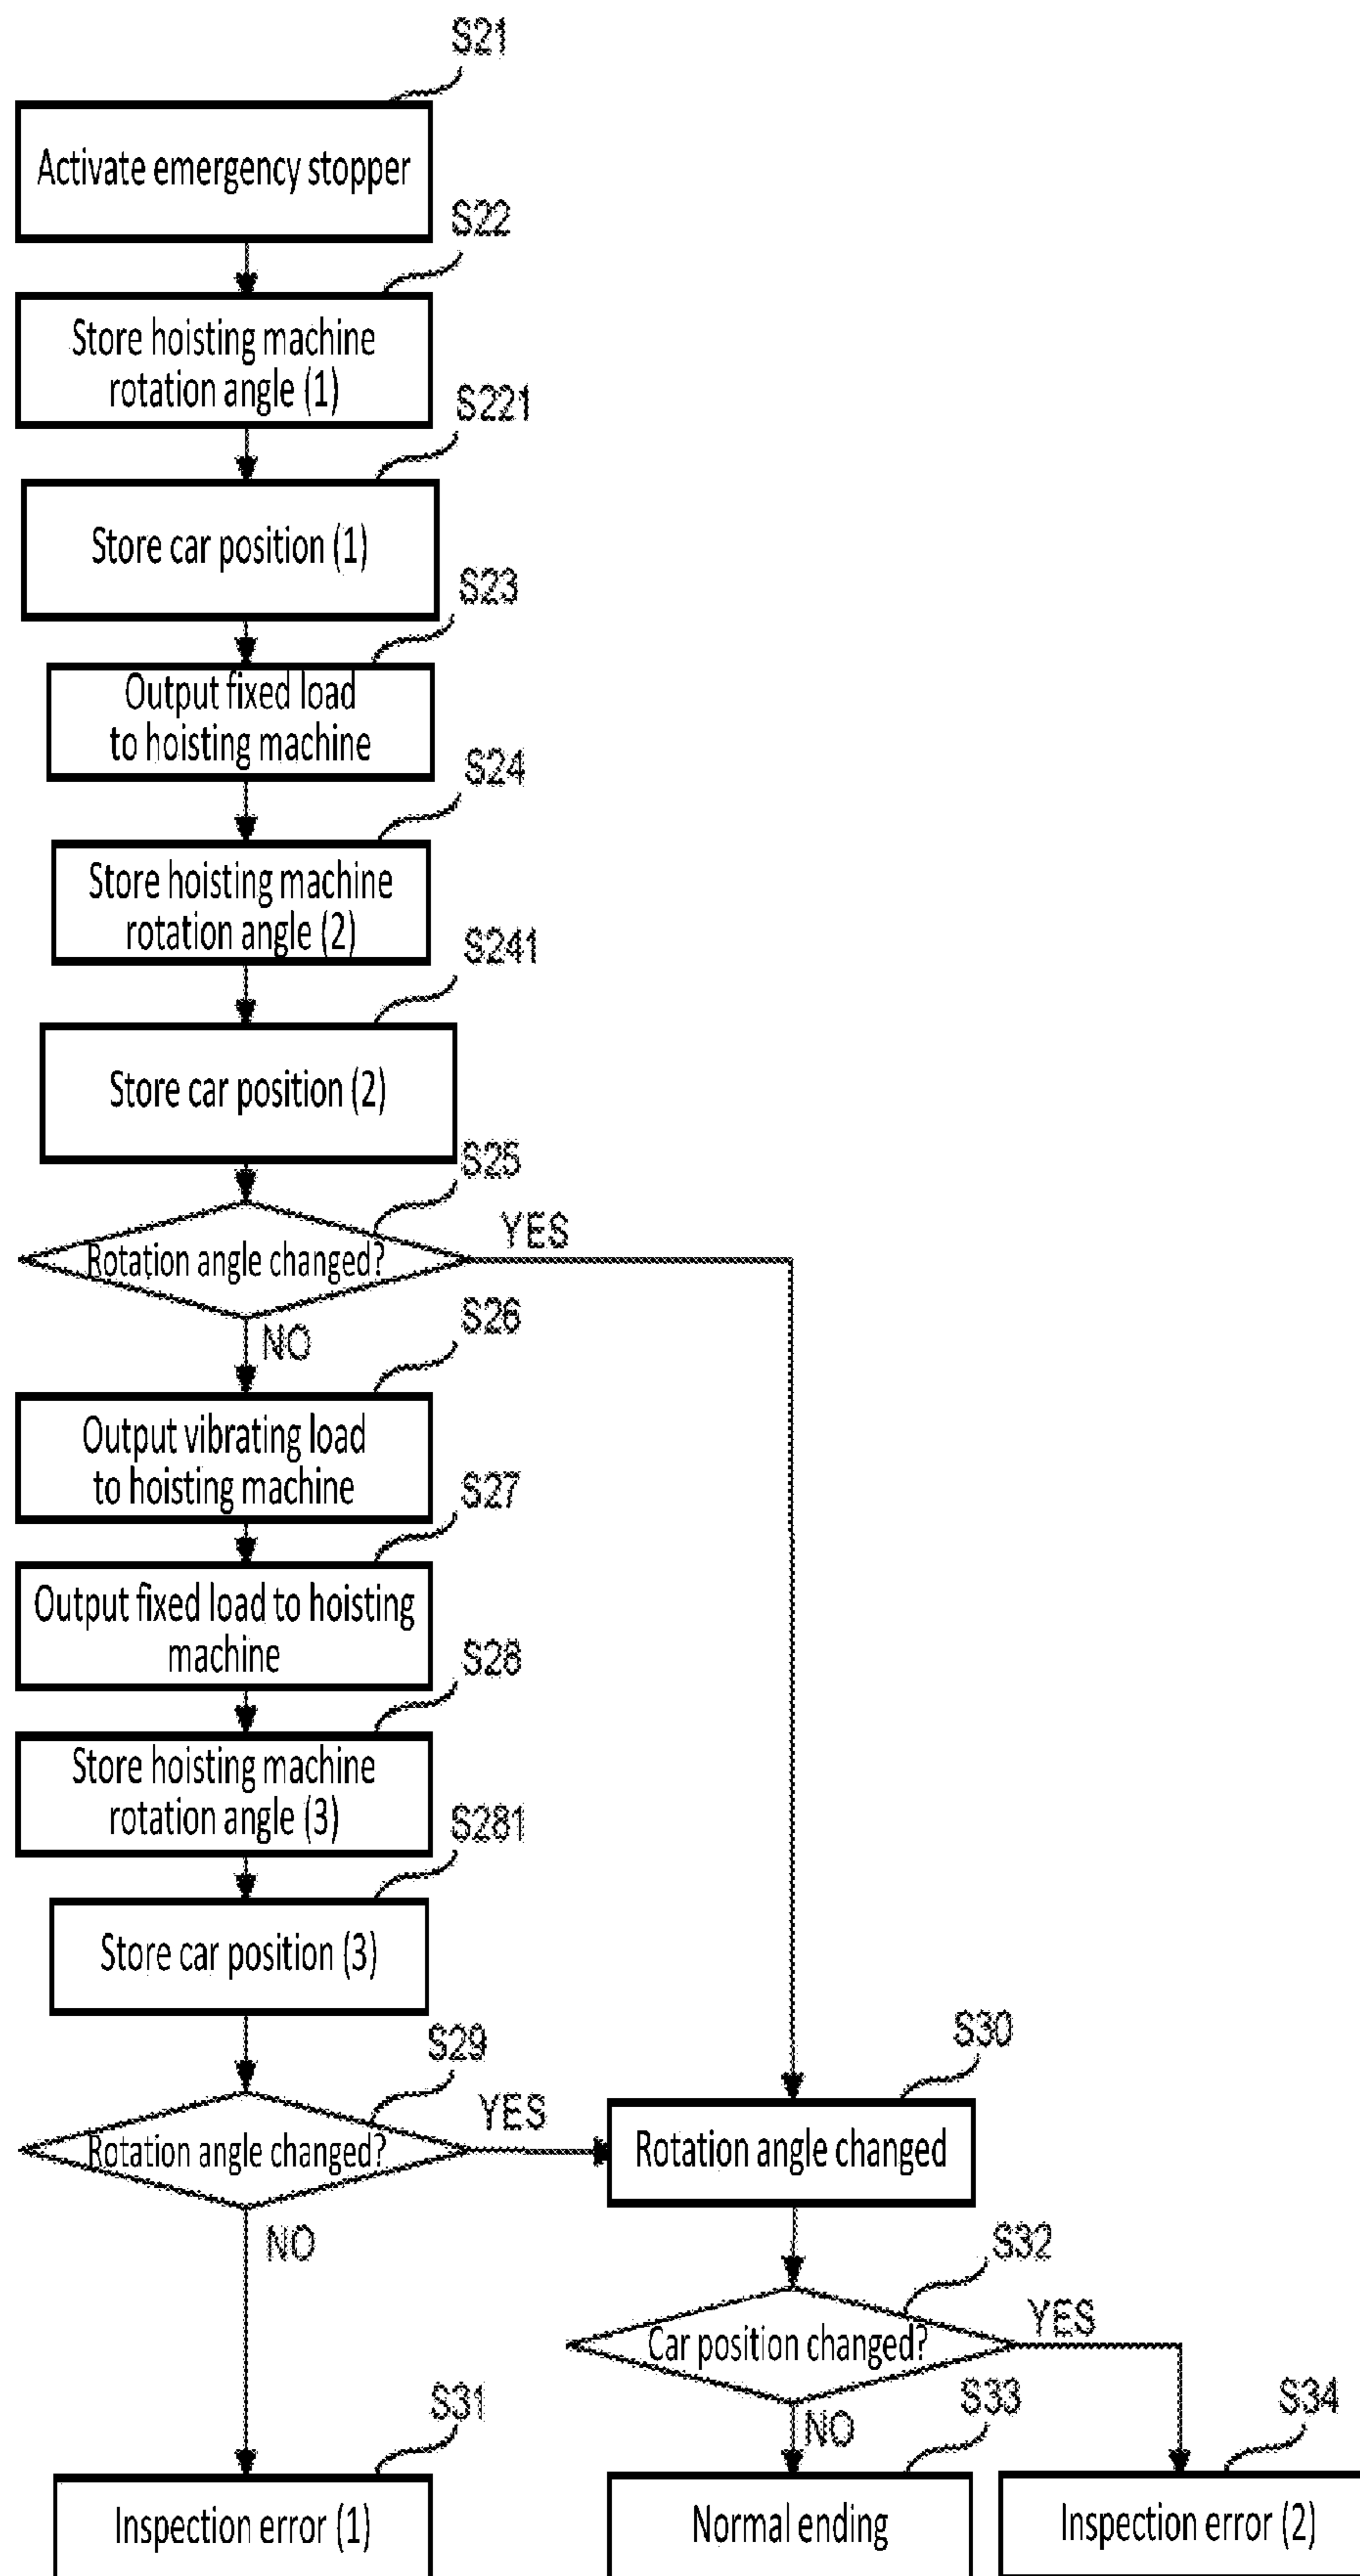 S21
Activate emergency stopper
S22
Store hoisting machine
rotation angle (1)
S221
Store car position (1)
S23
Output fixed load
to hoisting machine
S24
Store hoisting machine
rotation angle (2)
S241
Store car position (2)
S25
Rotation angle changed?
YES
NO
S26
Output vibrating load
to hoisting machine
S27
Output fixed load to hoisting
machine
S28
Store hoisting machine
rotation angle (3)
S281
Store car position (3)
S29
Rotation angle changed?
YES
NO
S30
Rotation angle changed
S32
Car position changed?
YES
NO
S31
Inspection error (1)
S33
Normal ending
S34
Inspection error (2)